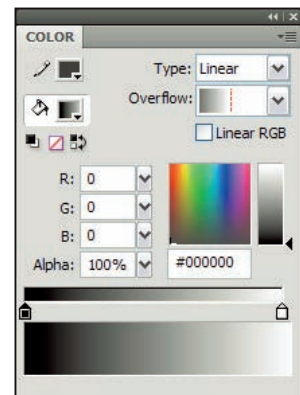 COLOR
Type: Linear
Overflow:
Linear RGB
R: 0
G: 0
B: 0
Alpha: 100%
#000000